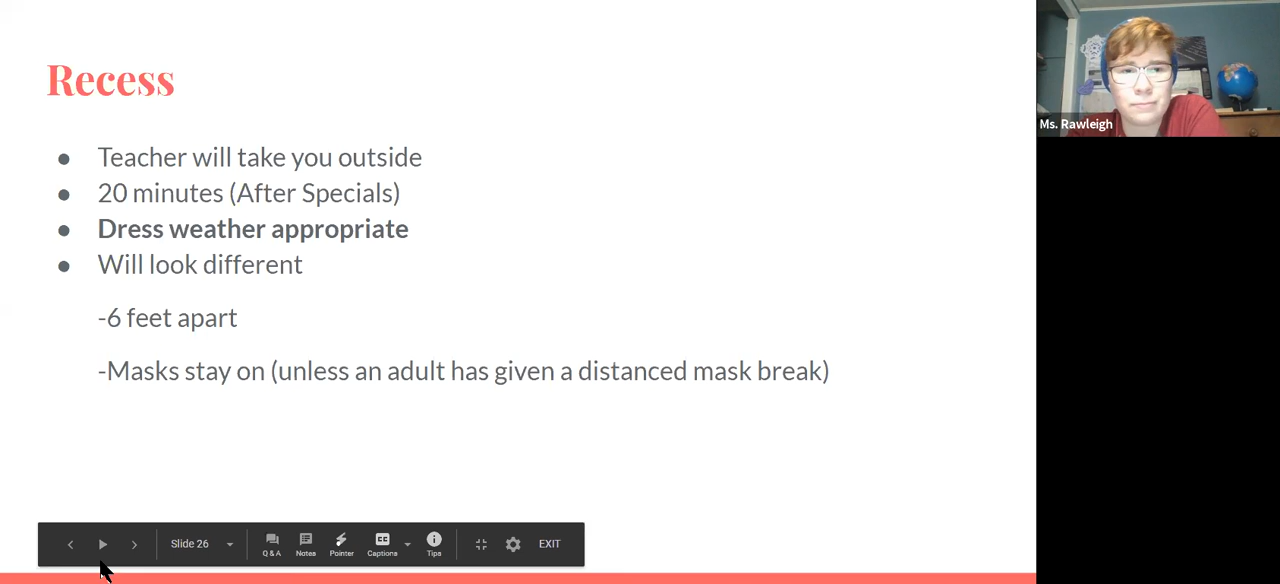 Recess
● Teacher will take you outside
● 20 minutes (After Specials)
● Dress weather appropriate
● Will look different
-6 feet apart
-Masks stay on (unless an adult has given a distanced mask break)
Ms. Rawleigh
Slide 26
Q & A
Notes
Pointer
CC
Captions
Tips
EXIT